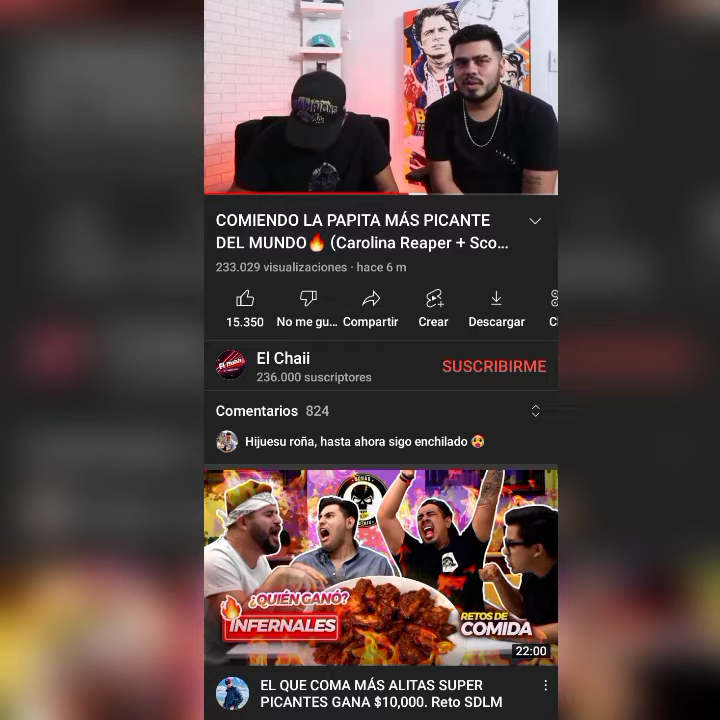 COMIENDO LA PAPITA MÁS PICANTE
DEL MUNDO🔥 (Carolina Reaper + Sco...
233.029 visualizaciones · hace 6 m
15.350 No me gu... Compartir Crear Descargar
El Chaii
236.000 suscriptores
SUSCRIBIRME
Comentarios 824
Hijuesu roña, hasta ahora sigo enchilado 🥵
¿QUIÉN GANÓ?
INFERNALES
RETOS DE
COMIDA
22:00
EL QUE COMA MÁS ALITAS SUPER
PICANTES GANA $10,000. Reto SDLM